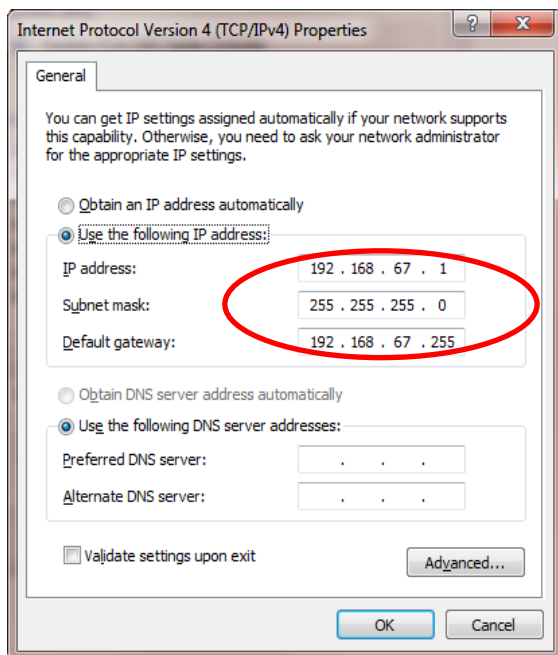 Internet Protocol Version 4 (TCP/IPv4) Properties
General
You can get IP settings assigned automatically if your network supports
this capability. Otherwise, you need to ask your network administrator
for the appropriate IP settings.
Obtain an IP address automatically
Use the following IP address:
IP address: 192 . 168 . 67 . 1
Subnet mask: 255 . 255 . 255 . 0
Default gateway: 192 . 168 . 67 . 255
Obtain DNS server address automatically
Use the following DNS server addresses:
Preferred DNS server: . . .
Alternate DNS server: . . .
Validate settings upon exit
Advanced...
OK Cancel